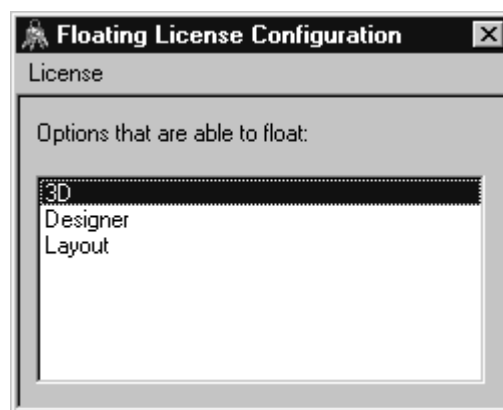 Floating License Configuration
License
Options that are able to float:
3D
Designer
Layout